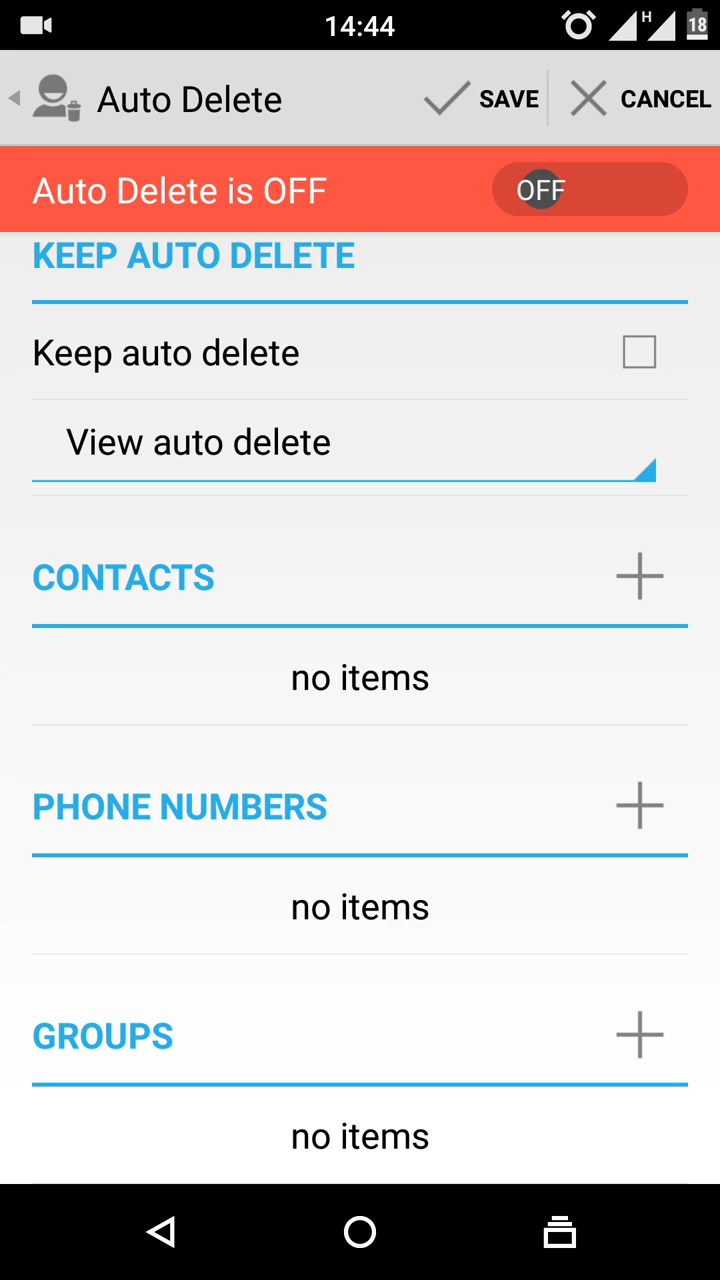 14:44
H
18
Auto Delete
SAVE
CANCEL
Auto Delete is OFF
OFF
KEEP AUTO DELETE
Keep auto delete
View auto delete
CONTACTS
no items
PHONE NUMBERS
no items
GROUPS
no items